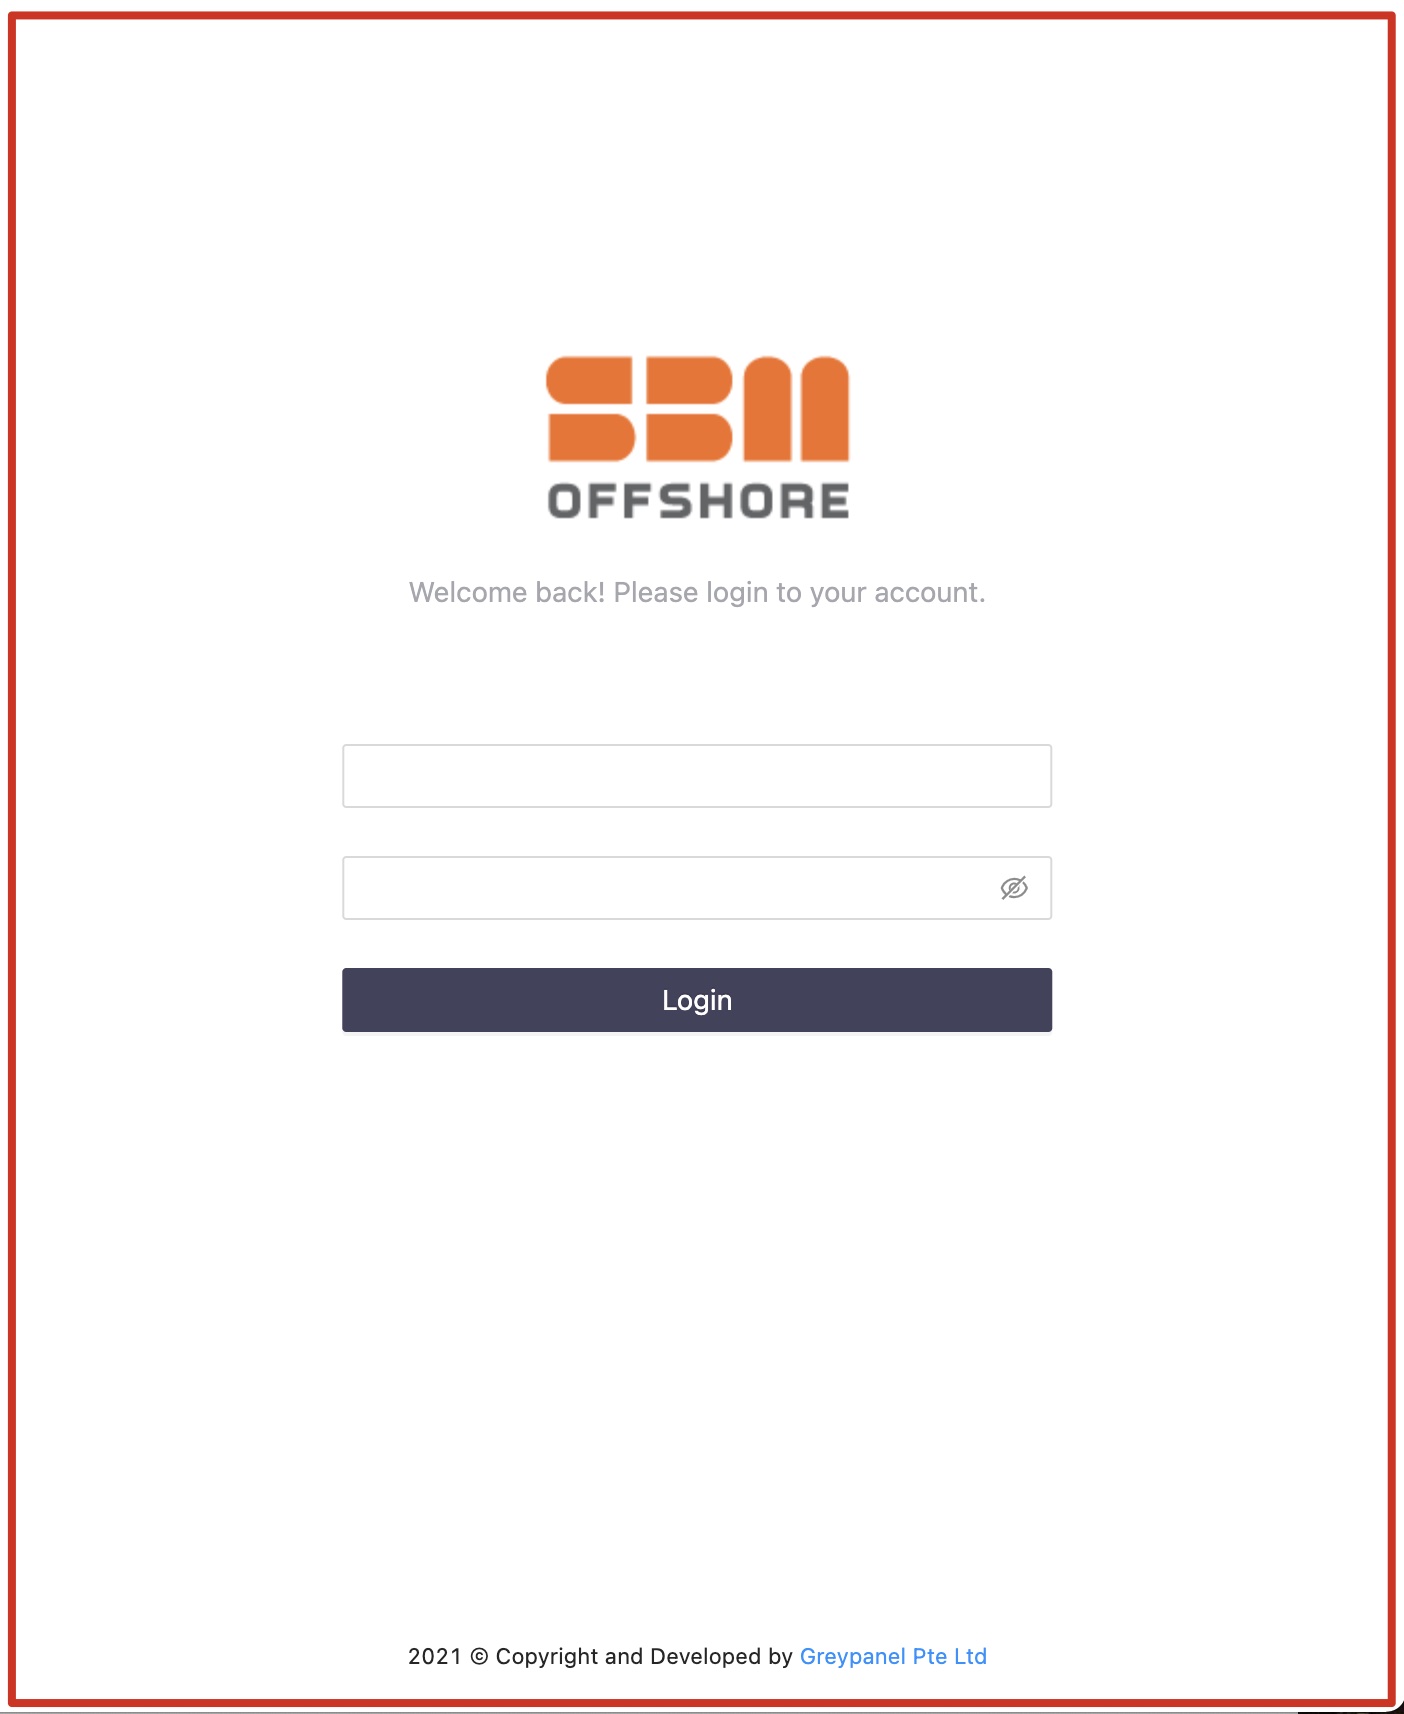 SBM
OFFSHORE
Welcome back! Please login to your account.
Login
2021 © Copyright and Developed by Greypanel Pte Ltd